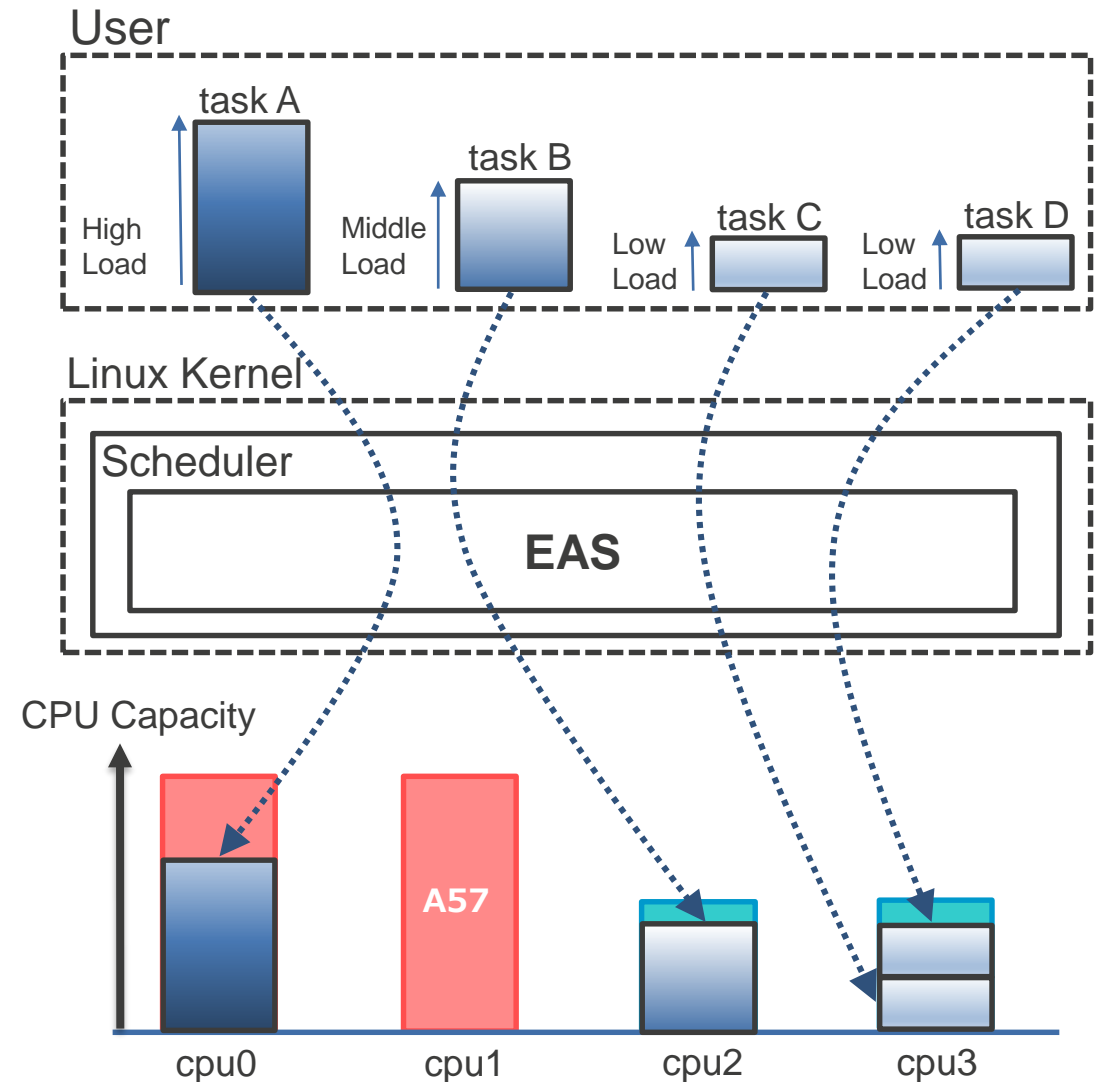 User
task A
task B
task C
task D
High
Load
Middle
Load
Low
Load
Low
Load
Linux Kernel
Scheduler
EAS
CPU Capacity
A57
cpu0
cpu1
cpu2
cpu3